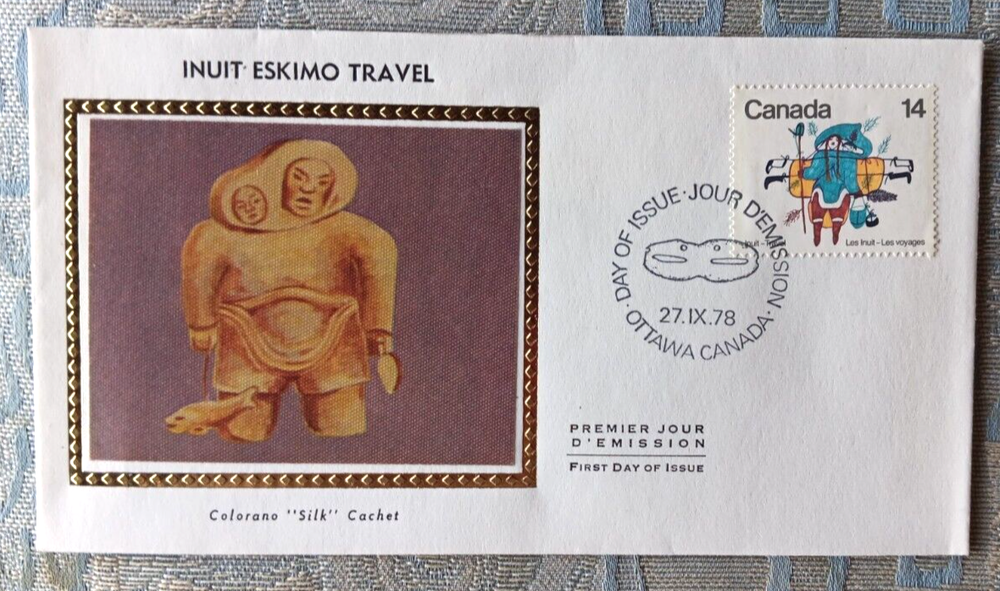 INUIT ESKIMO TRAVEL
Canada 14
Inuit - Travel Les Inuit - Les voyages
· DAY OF ISSUE · JOUR D'EMISSION ·
OTTAWA CANADA
27.IX.78
PREMIER JOUR
D'EMISSION
FIRST DAY OF ISSUE
Colorano "Silk" Cachet